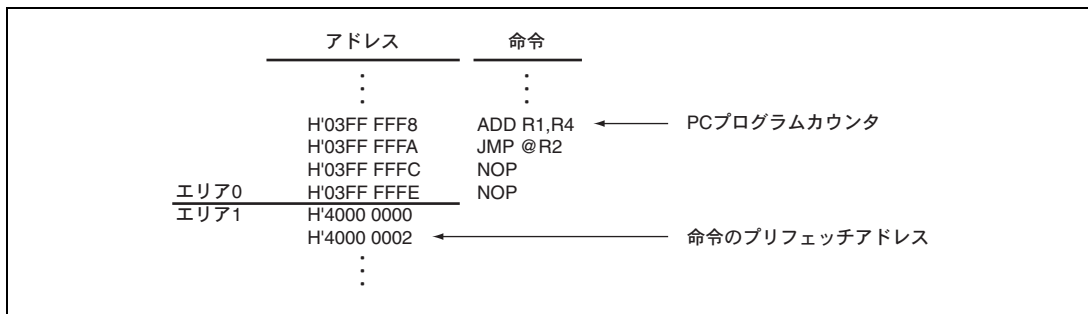 アドレス 命令
H'03FF FFF8 ADD R1,R4 PCプログラムカウンタ
H'03FF FFFA JMP @R2
H'03FF FFFC NOP
エリア0 H'03FF FFFE NOP
エリア1 H'4000 0000
H'4000 0002 命令のプリフェッチアドレス